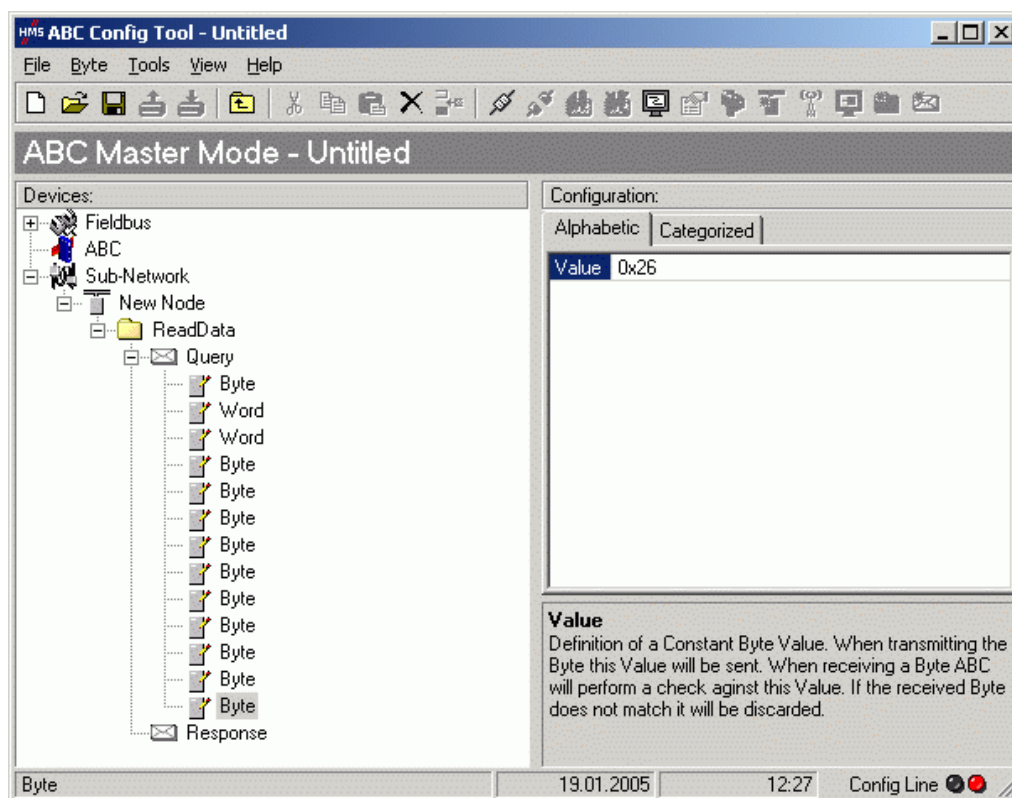 HMS ABC Config Tool - Untitled
File Byte Tools View Help
ABC Master Mode - Untitled
Devices:
Fieldbus
ABC
Sub-Network
New Node
ReadData
Query
Byte
Word
Word
Byte
Byte
Byte
Byte
Byte
Byte
Byte
Byte
Byte
Byte
Response
Configuration:
Alphabetic Categorized
Value 0x26
Value
Definition of a Constant Byte Value. When transmitting the
Byte this Value will be sent. When receiving a Byte ABC
will perform a check aginst this Value. If the received Byte
does not match it will be discarded.
Byte 19.01.2005 12:27 Config Line